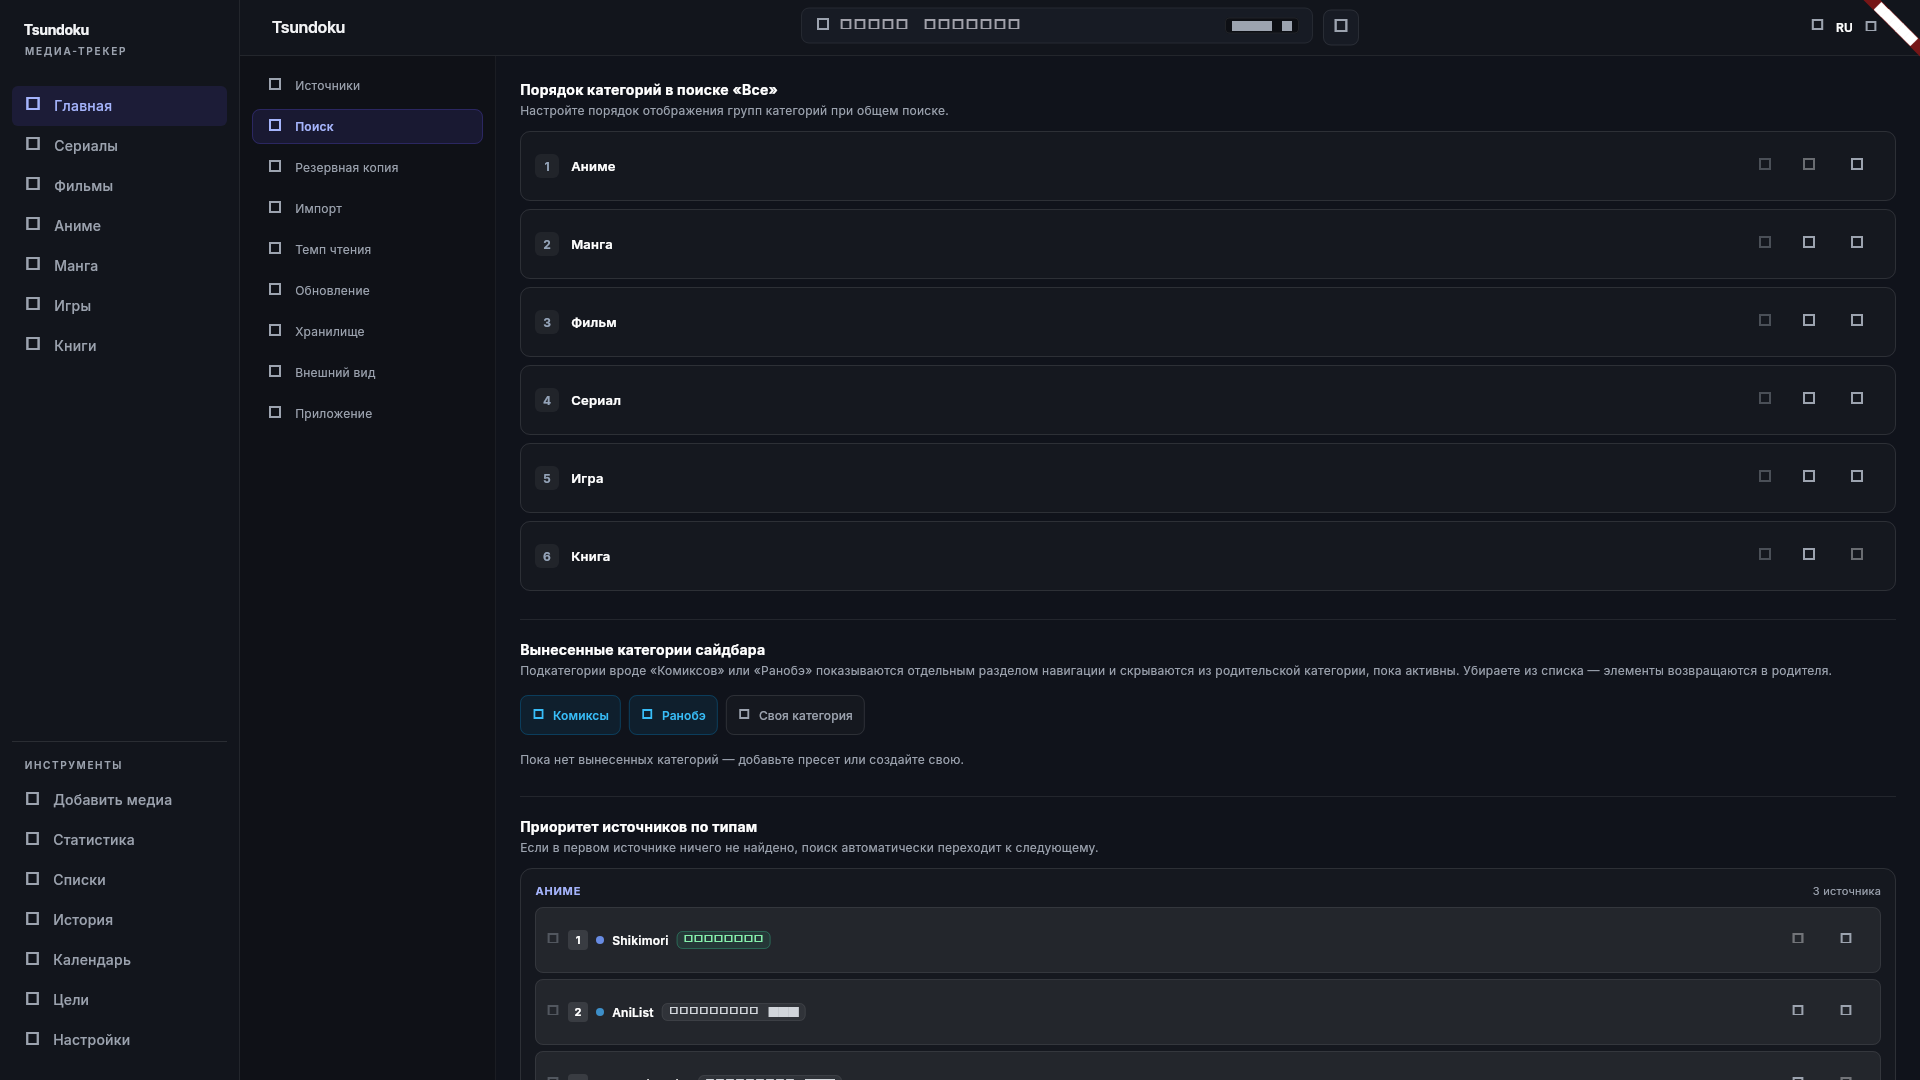 Tsundoku
МЕДИА-ТРЕКЕР
Главная
Сериалы
Фильмы
Аниме
Манга
Игры
Книги
ИНСТРУМЕНТЫ
Добавить медиа
Статистика
Списки
История
Календарь
Цели
Настройки
Tsundoku
RU
Источники
Поиск
Резервная копия
Импорт
Темп чтения
Обновление
Хранилище
Внешний вид
Приложение
Порядок категорий в поиске «Все»
Настройте порядок отображения групп категорий при общем поиске.
1 Аниме
2 Манга
3 Фильм
4 Сериал
5 Игра
6 Книга
Вынесенные категории сайдбара
Подкатегории вроде «Комиксов» или «Ранобэ» показываются отдельным разделом навигации и скрываются из родительской категории, пока активны. Убираете из списка — элементы возвращаются в родителя.
Комиксы
Ранобэ
Своя категория
Пока нет вынесенных категорий — добавьте пресет или создайте свою.
Приоритет источников по типам
Если в первом источнике ничего не найдено, поиск автоматически переходит к следующему.
АНИМЕ
3 источника
1 Shikimori
2 AniList